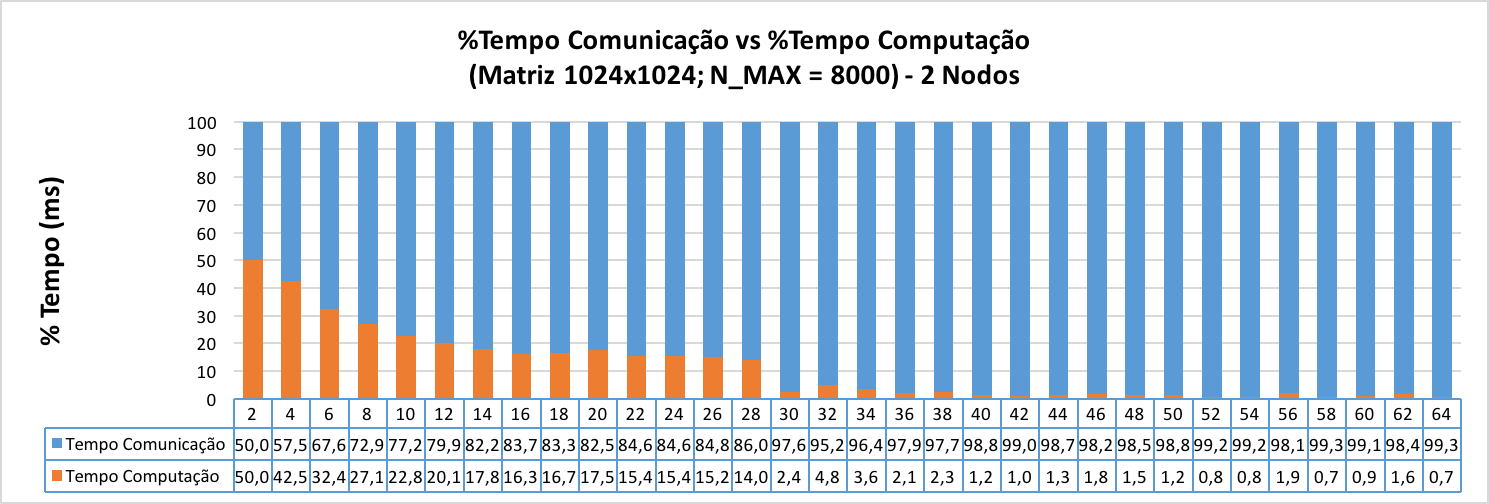 %Tempo Comunicação vs %Tempo Computação
(Matriz 1024x1024; N_MAX = 8000) - 2 Nodos
% Tempo (ms)
100
90
80
70
60
50
40
30
20
10
0
2 4 6 8 10 12 14 16 18 20 22 24 26 28 30 32 34 36 38 40 42 44 46 48 50 52 54 56 58 60 62 64
Tempo Comunicação 50,0 57,5 67,6 72,9 77,2 79,9 82,2 83,7 83,3 82,5 84,6 84,6 84,8 86,0 97,6 95,2 96,4 97,9 97,7 98,8 99,0 98,7 98,2 98,5 98,8 99,2 99,2 98,1 99,3 99,1 98,4 99,3
Tempo Computação 50,0 42,5 32,4 27,1 22,8 20,1 17,8 16,3 16,7 17,5 15,4 15,4 15,2 14,0 2,4 4,8 3,6 2,1 2,3 1,2 1,0 1,3 1,8 1,5 1,2 0,8 0,8 1,9 0,7 0,9 1,6 0,7